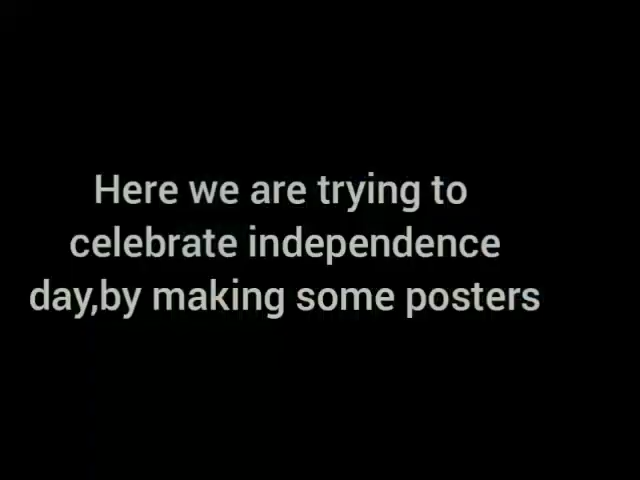 Here we are trying to
celebrate independence
day,by making some posters